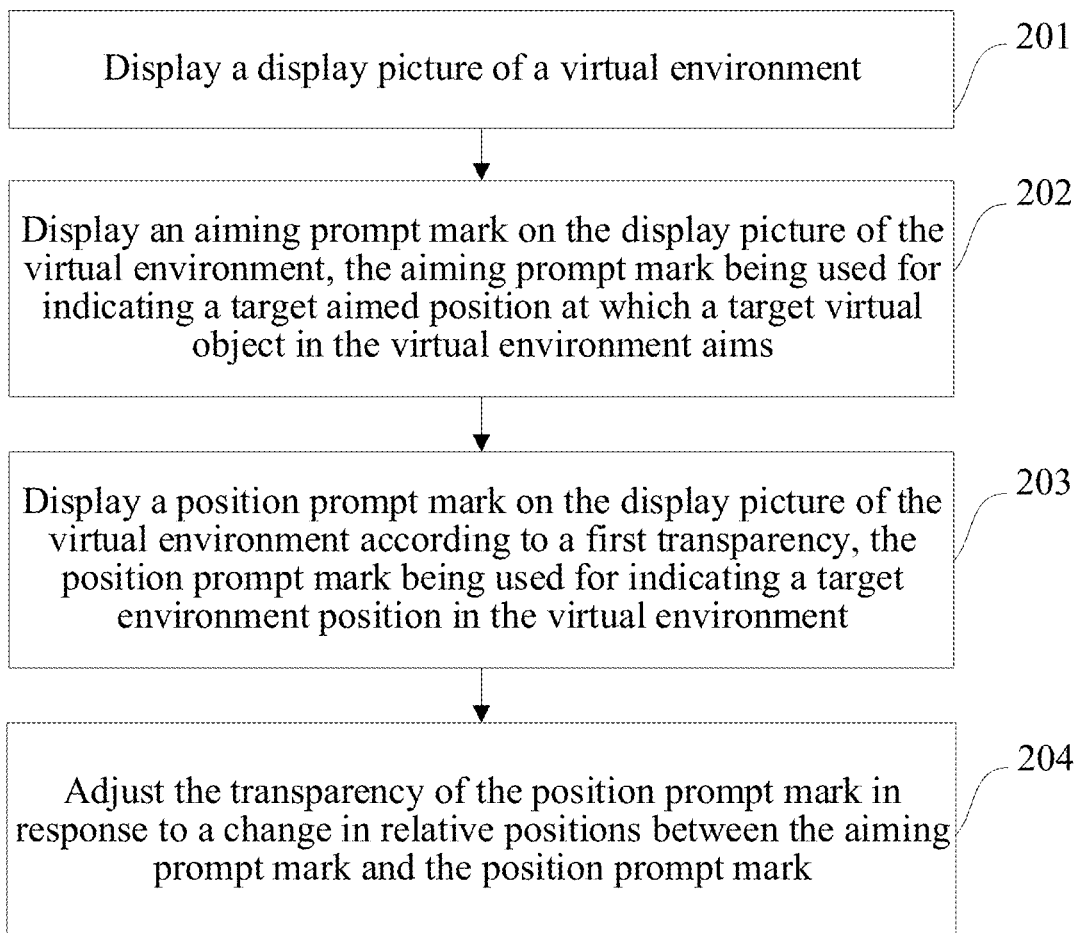 Display a display picture of a virtual environment
201
Display an aiming prompt mark on the display picture of the
virtual environment, the aiming prompt mark being used for
indicating a target aimed position at which a target virtual
object in the virtual environment aims
202
Display a position prompt mark on the display picture of the
virtual environment according to a first transparency, the
position prompt mark being used for indicating a target
environment position in the virtual environment
203
Adjust the transparency of the position prompt mark in
response to a change in relative positions between the aiming
prompt mark and the position prompt mark
204